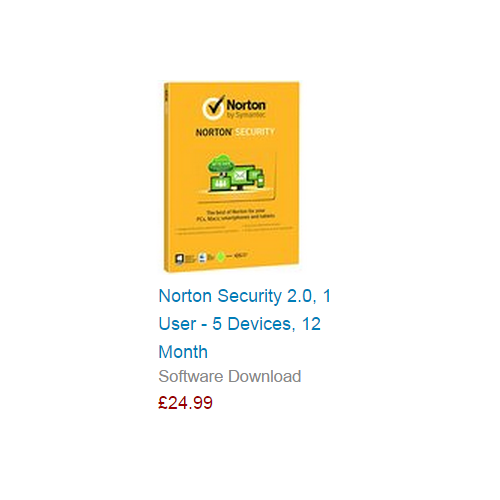 Norton
by Symantec
NORTON SECURITY
The best of Norton for your
PCs, Macs, smartphones and tablets
Norton Security 2.0, 1
User - 5 Devices, 12
Month
Software Download
£24.99